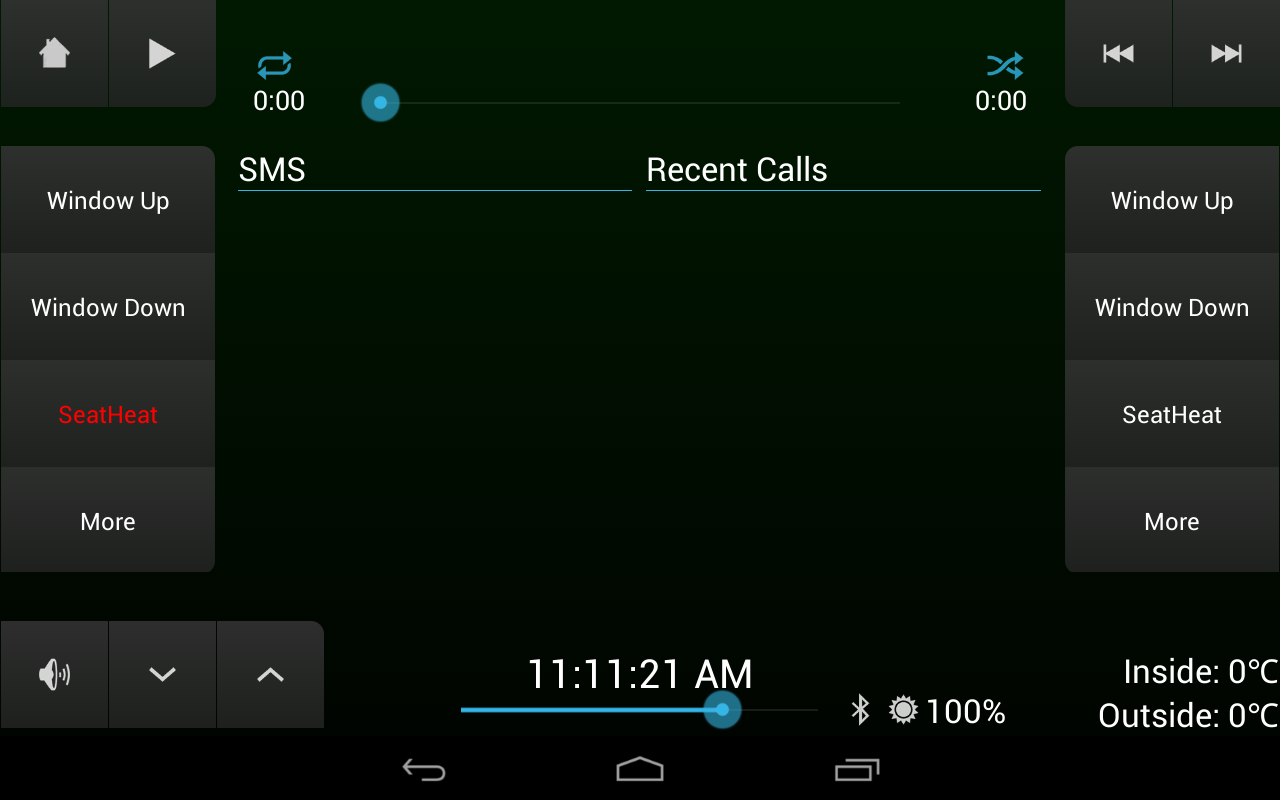 0:00
0:00
SMS
Recent Calls
Window Up
Window Down
SeatHeat
More
Window Up
Window Down
SeatHeat
More
11:11:21 AM
100%
Inside: 0°C
Outside: 0°C